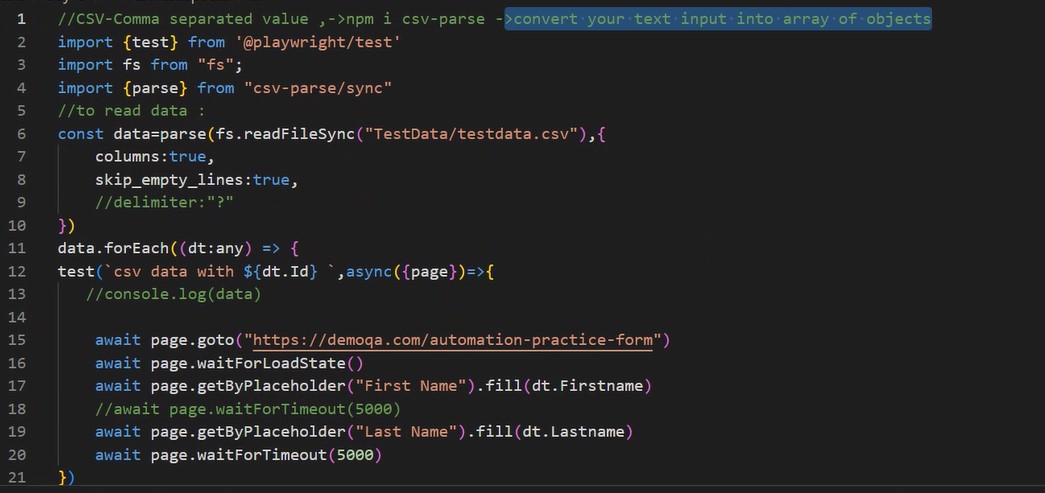 1 //CSV-Comma separated value ,->npm i csv-parse ->convert your text input into array of objects
2 import {test} from '@playwright/test'
3 import fs from "fs";
4 import {parse} from "csv-parse/sync"
5 //to read data :
6 const data=parse(fs.readFileSync("TestData/testdata.csv"),{
7 columns:true,
8 skip_empty_lines:true,
9 //delimiter:"?"
10 })
11 data.forEach((dt:any) => {
12 test(`csv data with ${dt.Id} `,async({page})=>{
13 //console.log(data)
14
15 await page.goto("https://demoqa.com/automation-practice-form")
16 await page.waitForLoadState()
17 await page.getByPlaceholder("First Name").fill(dt.Firstname)
18 //await page.waitForTimeout(5000)
19 await page.getByPlaceholder("Last Name").fill(dt.Lastname)
20 await page.waitForTimeout(5000)
21 })